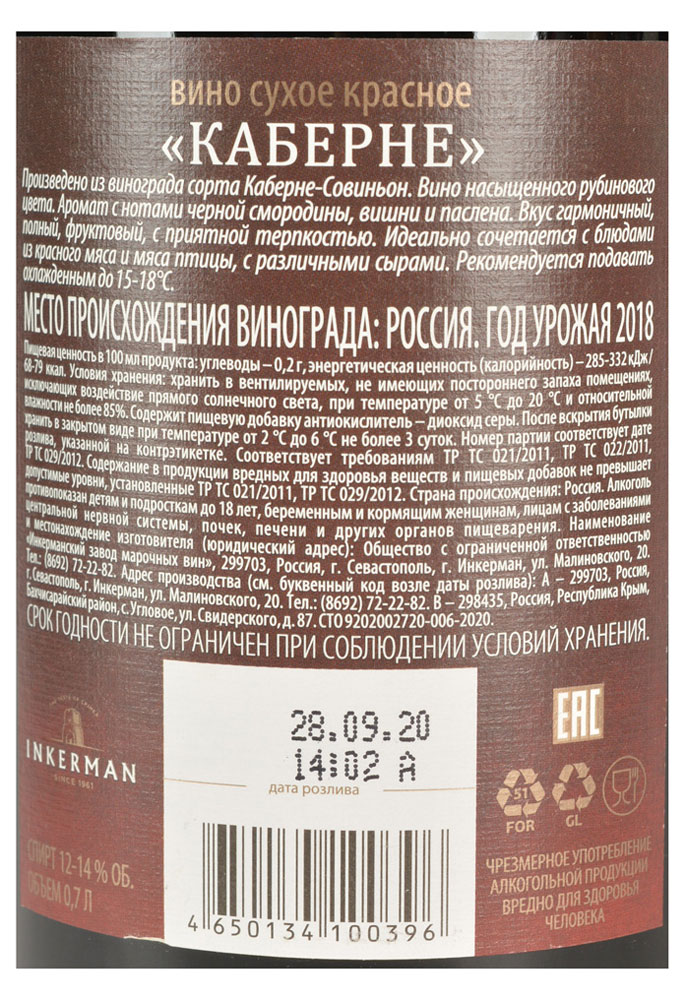 вино сухое красное
«КАБЕРНЕ»
Произведено из винограда сорта Каберне-Совиньон. Вино насыщенного рубинового
цвета. Аромат с нотами черной смородины, вишни и паслена. Вкус гармоничный,
полный, фруктовый, с приятной терпкостью. Идеально сочетается с блюдами
из красного мяса и мяса птицы, с различными сырами. Рекомендуется подавать
охлажденным до 15-18°С.
МЕСТО ПРОИСХОЖДЕНИЯ ВИНОГРАДА: РОССИЯ. ГОД УРОЖАЯ 2018
Пищевая ценность в 100 мл продукта: углеводы – 0,2 г, энергетическая ценность (калорийность) – 285-332 кДж/
68-79 ккал. Условия хранения: хранить в вентилируемых, не имеющих постороннего запаха помещениях,
исключающих воздействие прямого солнечного света, при температуре от 5 °С до 20 °С и относительной
влажности не более 85%. Содержит пищевую добавку антиокислитель – диоксид серы. После вскрытия бутылки
хранить в закрытом виде при температуре от 2 °С до 6 °С не более 3 суток. Номер партии соответствует дате
розлива, указанной на контрэтикетке. Соответствует требованиям ТР ТС 021/2011, ТР ТС 022/2011,
ТР ТС 029/2012. Содержание в продукции вредных для здоровья веществ и пищевых добавок не превышает
допустимые уровни, установленные ТР ТС 021/2011, ТР ТС 029/2012. Страна происхождения: Россия. Алкоголь
противопоказан детям и подросткам до 18 лет, беременным и кормящим женщинам, лицам с заболеваниями
центральной нервной системы, почек, печени и других органов пищеварения. Наименование
и местонахождение изготовителя (юридический адрес): Общество с ограниченной ответственностью
«Инкерманский завод марочных вин», 299703, Россия, г. Севастополь, г. Инкерман, ул. Малиновского, 20.
Тел.: (8692) 72-22-82. Адрес производства (см. буквенный код возле даты розлива): А – 299703, Россия,
г. Севастополь, г. Инкерман, ул. Малиновского, 20. Тел.: (8692) 72-22-82. В – 298435, Россия, Республика Крым,
Бахчисарайский район, с. Угловое, ул. Свидерского, д. 87. СТО 9202002720-006-2020.
СРОК ГОДНОСТИ НЕ ОГРАНИЧЕН ПРИ СОБЛЮДЕНИИ УСЛОВИЙ ХРАНЕНИЯ.
28.09.20
14:02 А
дата розлива
INKERMAN
SINCE 1961
EAC
51
FOR
GL
СПИРТ 12-14 % ОБ.
ОБЪЕМ 0,7 Л
ЧРЕЗМЕРНОЕ УПОТРЕБЛЕНИЕ
АЛКОГОЛЬНОЙ ПРОДУКЦИИ
ВРЕДНО ДЛЯ ЗДОРОВЬЯ
ЧЕЛОВЕКА
4 650134 100396